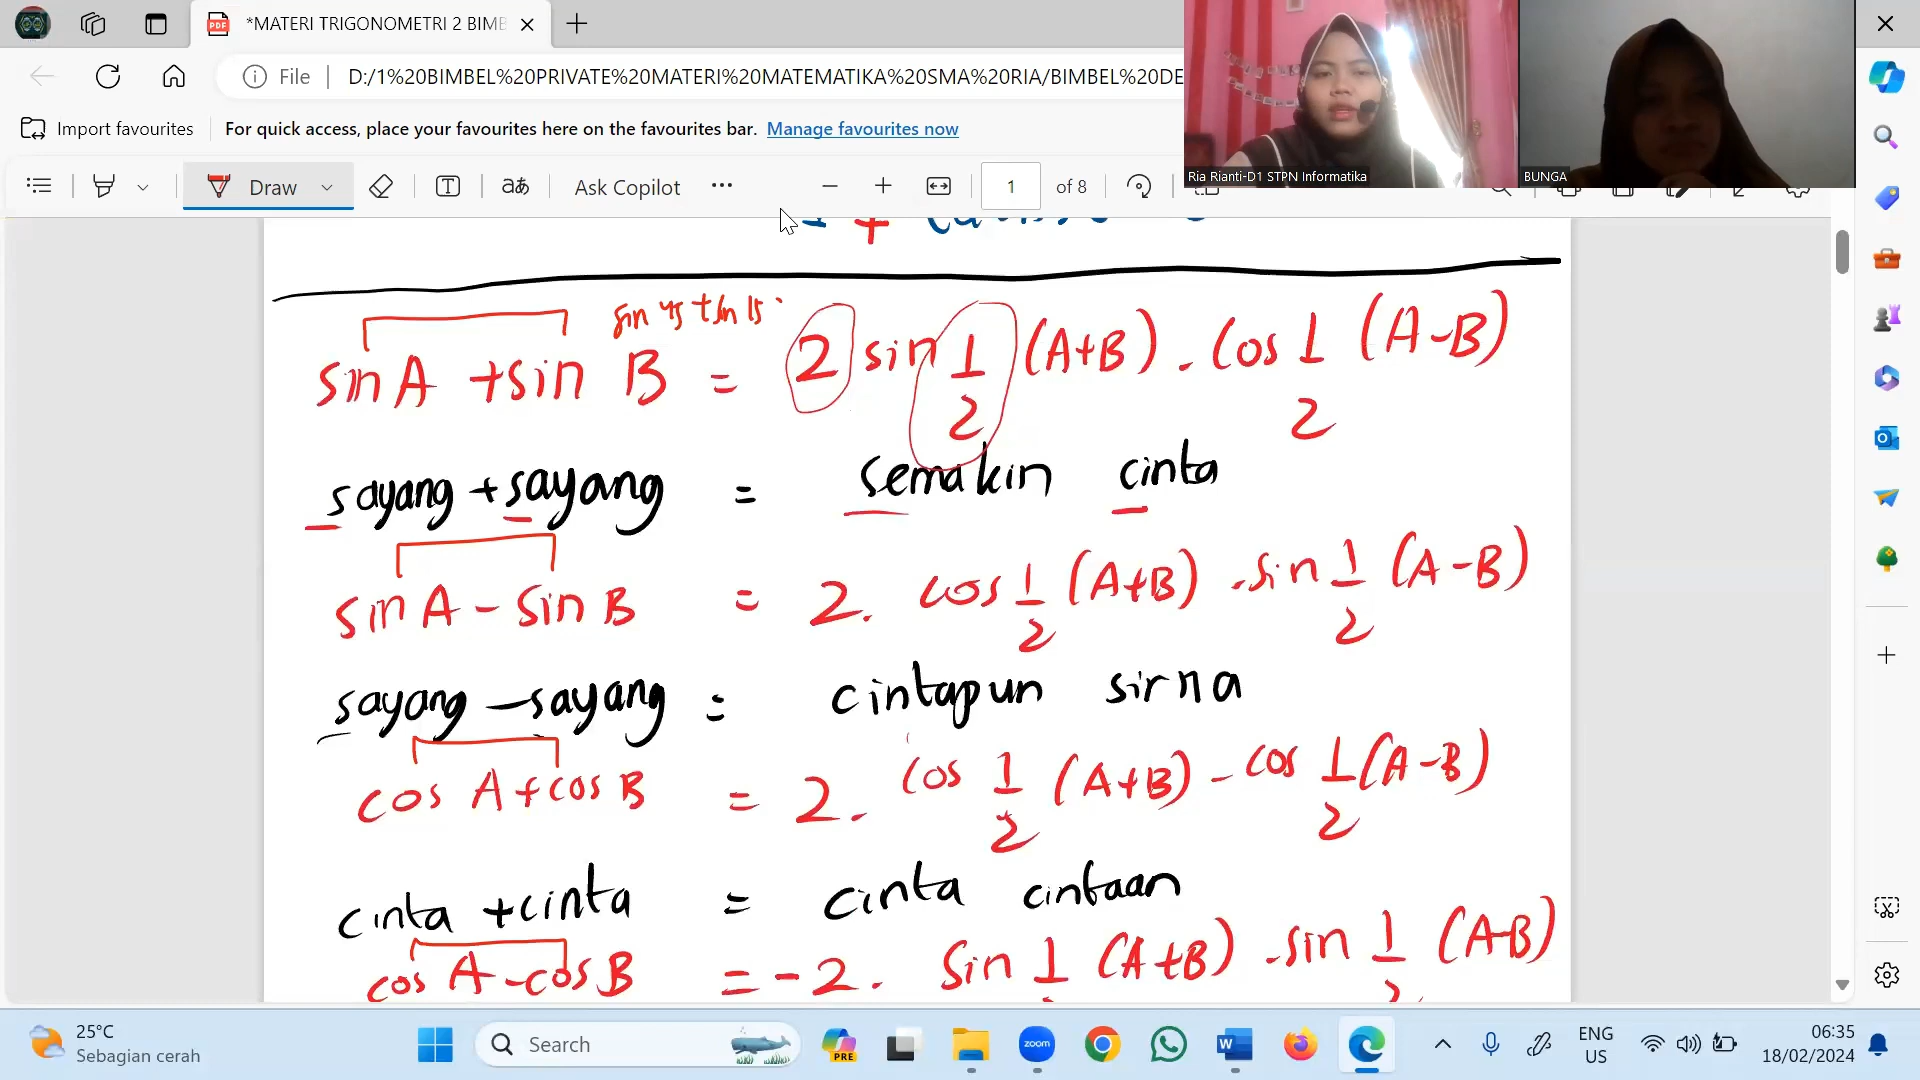 *MATERI TRIGONOMETRI 2 BIMB
File
D:/1%20BIMBEL%20PRIVATE%20MATERI%20MATEMATIKA%20SMA%20RIA/BIMBEL%20DE
Import favourites
For quick access, place your favourites here on the favourites bar. Manage favourites now
Draw
aあ
Ask Copilot
1 of 8
Ria Rianti-D1 STPN Informatika
BUNGA
sin 45 + sin 15
sin A + sin B = 2 sin 1/2 (A+B) . cos 1/2 (A-B)
sayang + sayang = semakin cinta
sin A - sin B = 2. cos 1/2 (A+B) . sin 1/2 (A-B)
sayang - sayang = cintapun sirna
cos A + cos B = 2. cos 1/2 (A+B) - cos 1/2 (A-B)
cinta + cinta = cinta cintaan
cos A - cos B = -2. sin 1/2 (A+B) . sin 1/2 (A-B)
25°C
Sebagian cerah
Search
PRE
zoom
W
ENG
US
06:35
18/02/2024